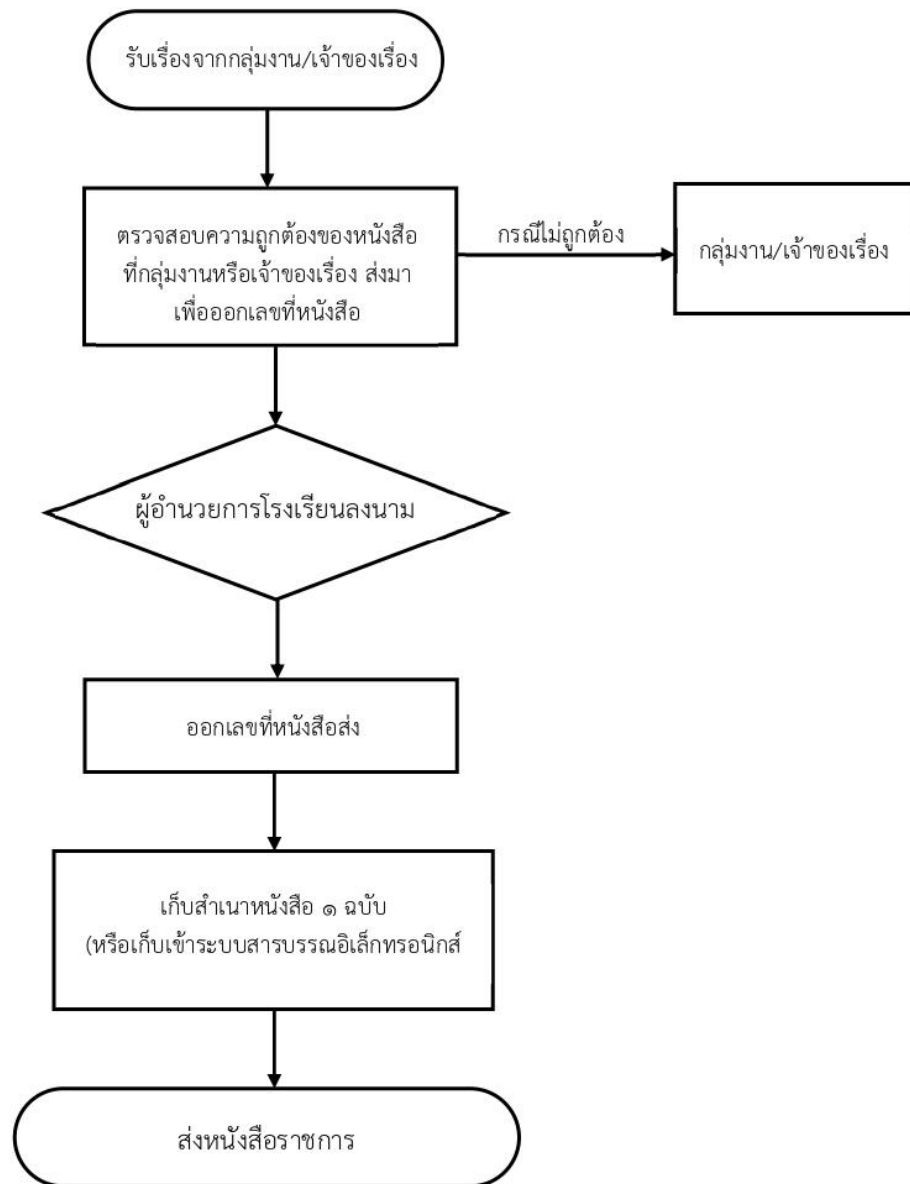 รับเรื่องจากกลุ่มงาน/เจ้าของเรื่อง
ตรวจสอบความถูกต้องของหนังสือ
ที่กลุ่มงานหรือเจ้าของเรื่อง ส่งมา
เพื่อออกเลขที่หนังสือ
กรณีไม่ถูกต้อง
กลุ่มงาน/เจ้าของเรื่อง
ผู้อำนวยการโรงเรียนลงนาม
ออกเลขที่หนังสือส่ง
เก็บสำเนาหนังสือ ๑ ฉบับ
(หรือเก็บเข้าระบบสารบรรณอิเล็กทรอนิกส์
ส่งหนังสือราชการ